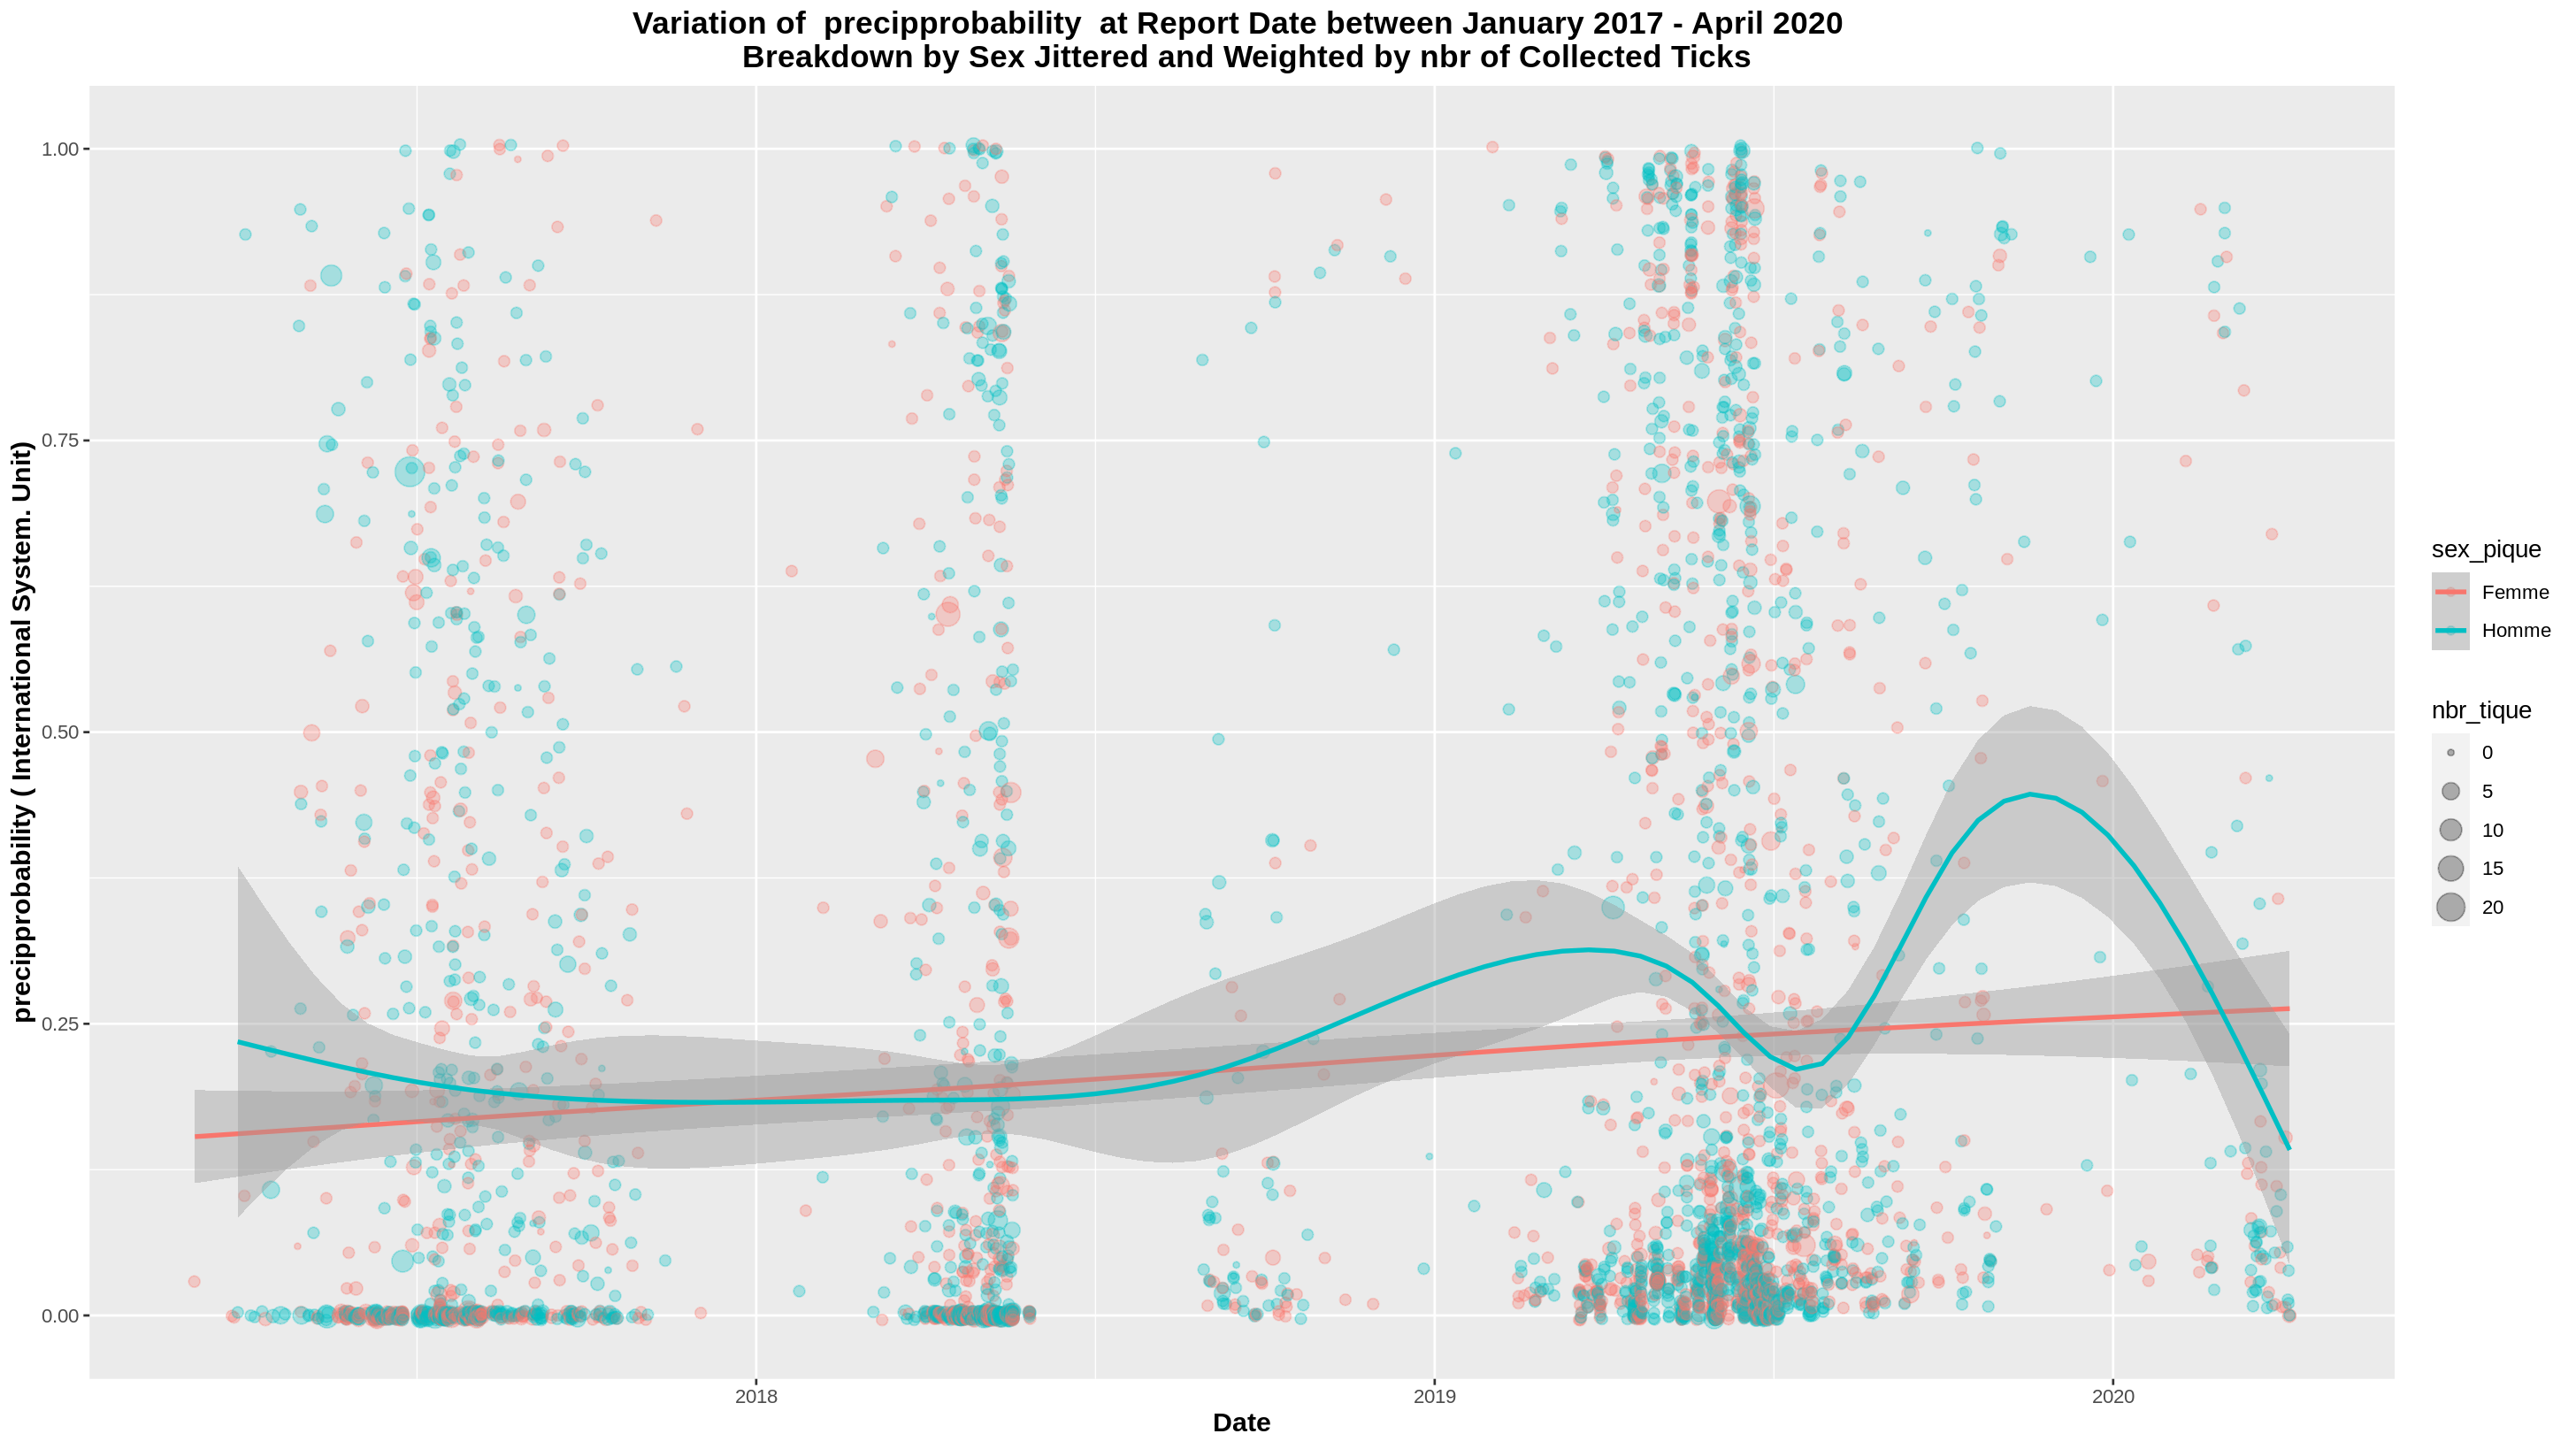 Variation of  precipprobability  at Report Date between January 2017 - April 2020
Breakdown by Sex Jittered and Weighted by nbr of Collected Ticks
precipprobability ( International System. Unit)
1.00
0.75
0.50
0.25
0.00
2018
2019
2020
Date
sex_pique
Femme
Homme
nbr_tique
0
5
10
15
20